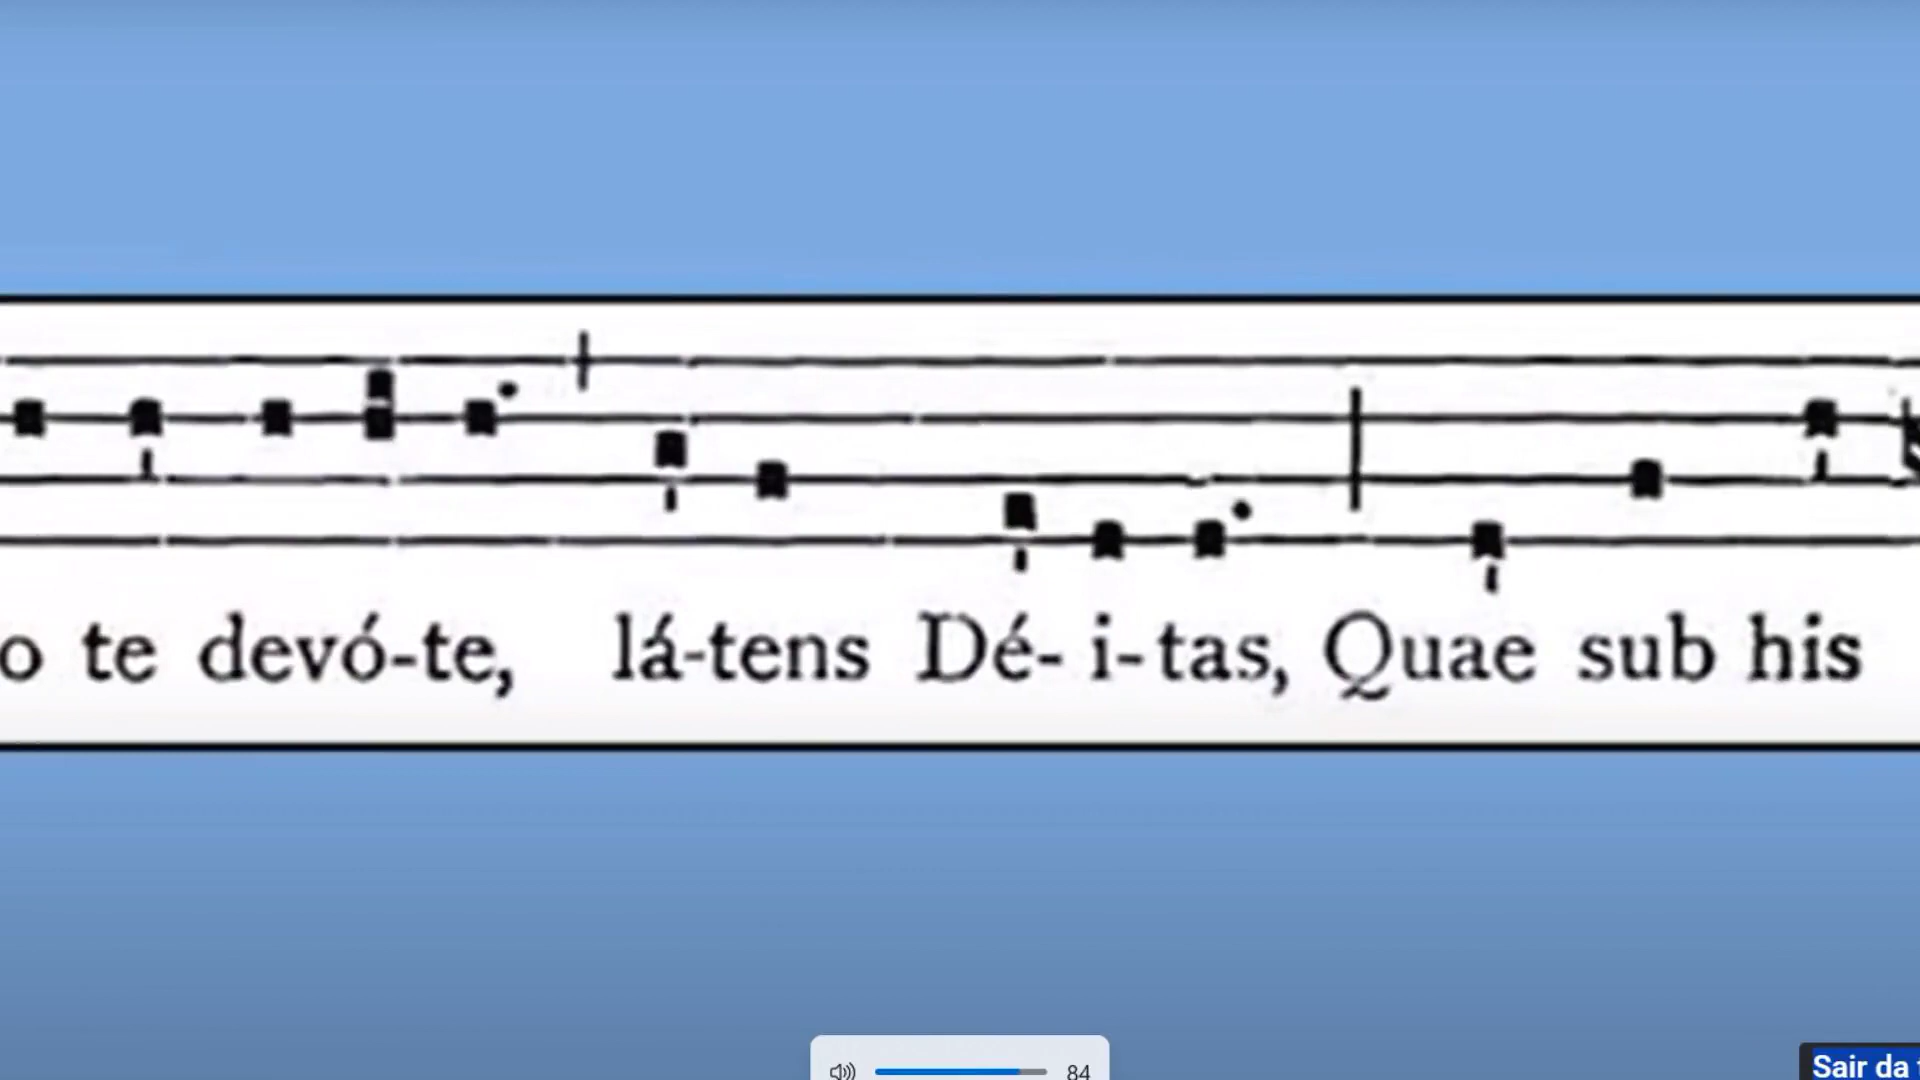 o te devó-te, lá-tens Dé- i-tas, Quae sub his
84
Sair da